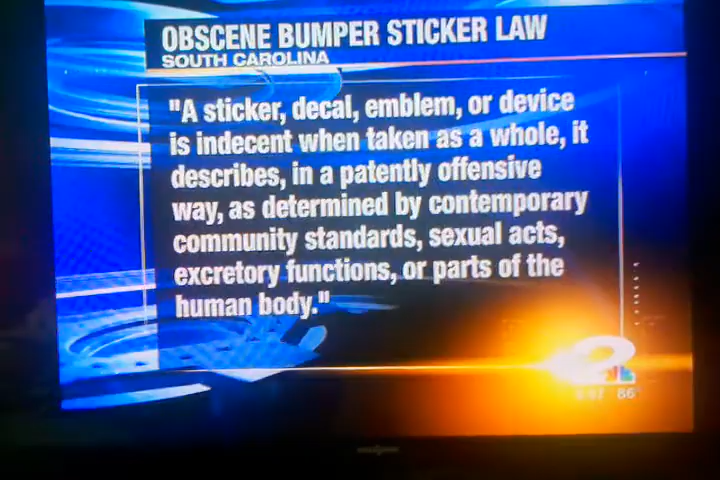 OBSCENE BUMPER STICKER LAW
SOUTH CAROLINA
"A sticker, decal, emblem, or device
is indecent when taken as a whole, it
describes, in a patently offensive
way, as determined by contemporary
community standards, sexual acts,
excretory functions, or parts of the
human body."
86°